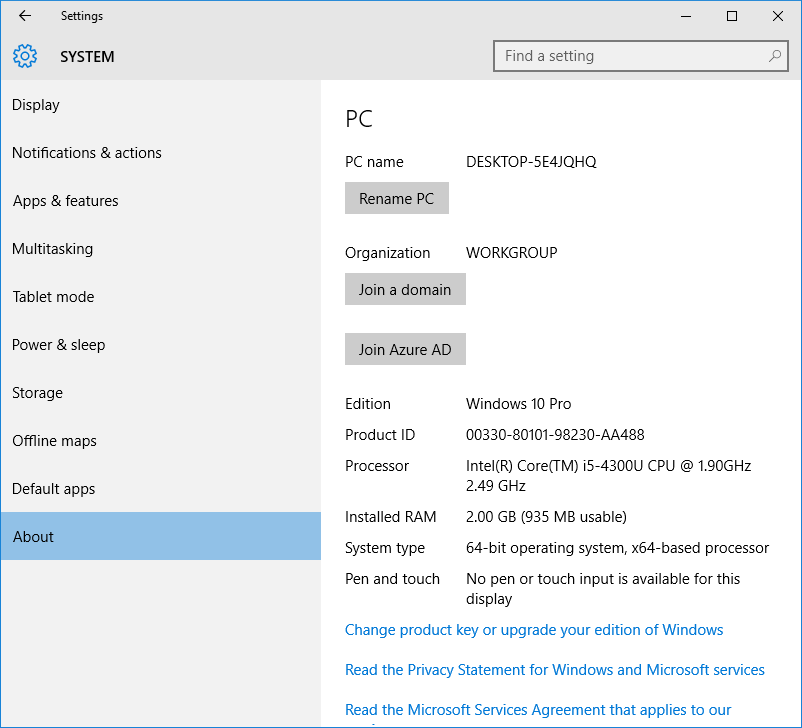 Settings
SYSTEM
Find a setting
Display
Notifications & actions
Apps & features
Multitasking
Tablet mode
Power & sleep
Storage
Offline maps
Default apps
About
PC
PC name DESKTOP-5E4JQHQ
Rename PC
Organization WORKGROUP
Join a domain
Join Azure AD
Edition Windows 10 Pro
Product ID 00330-80101-98230-AA488
Processor Intel(R) Core(TM) i5-4300U CPU @ 1.90GHz
2.49 GHz
Installed RAM 2.00 GB (935 MB usable)
System type 64-bit operating system, x64-based processor
Pen and touch No pen or touch input is available for this
display
Change product key or upgrade your edition of Windows
Read the Privacy Statement for Windows and Microsoft services
Read the Microsoft Services Agreement that applies to our